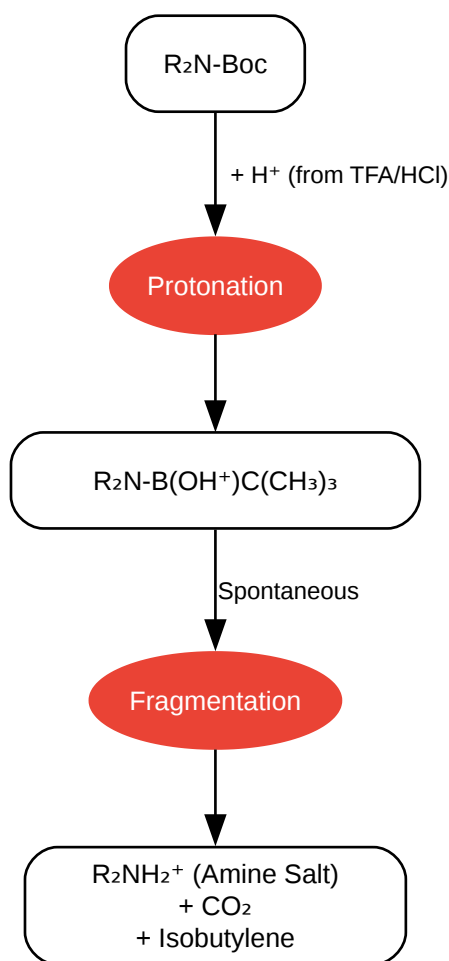 R₂N-Boc
+ H⁺ (from TFA/HCl)
Protonation
R₂N-B(OH⁺)C(CH₃)₃
Spontaneous
Fragmentation
R₂NH₂⁺ (Amine Salt)
+ CO₂
+ Isobutylene